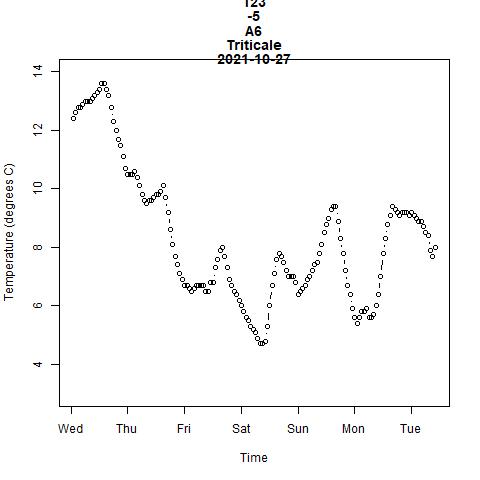 123
-5
A6
Triticale
2021-10-27
14
12
10
8
6
4
Temperature (degrees C)
Wed Thu Fri Sat Sun Mon Tue
Time